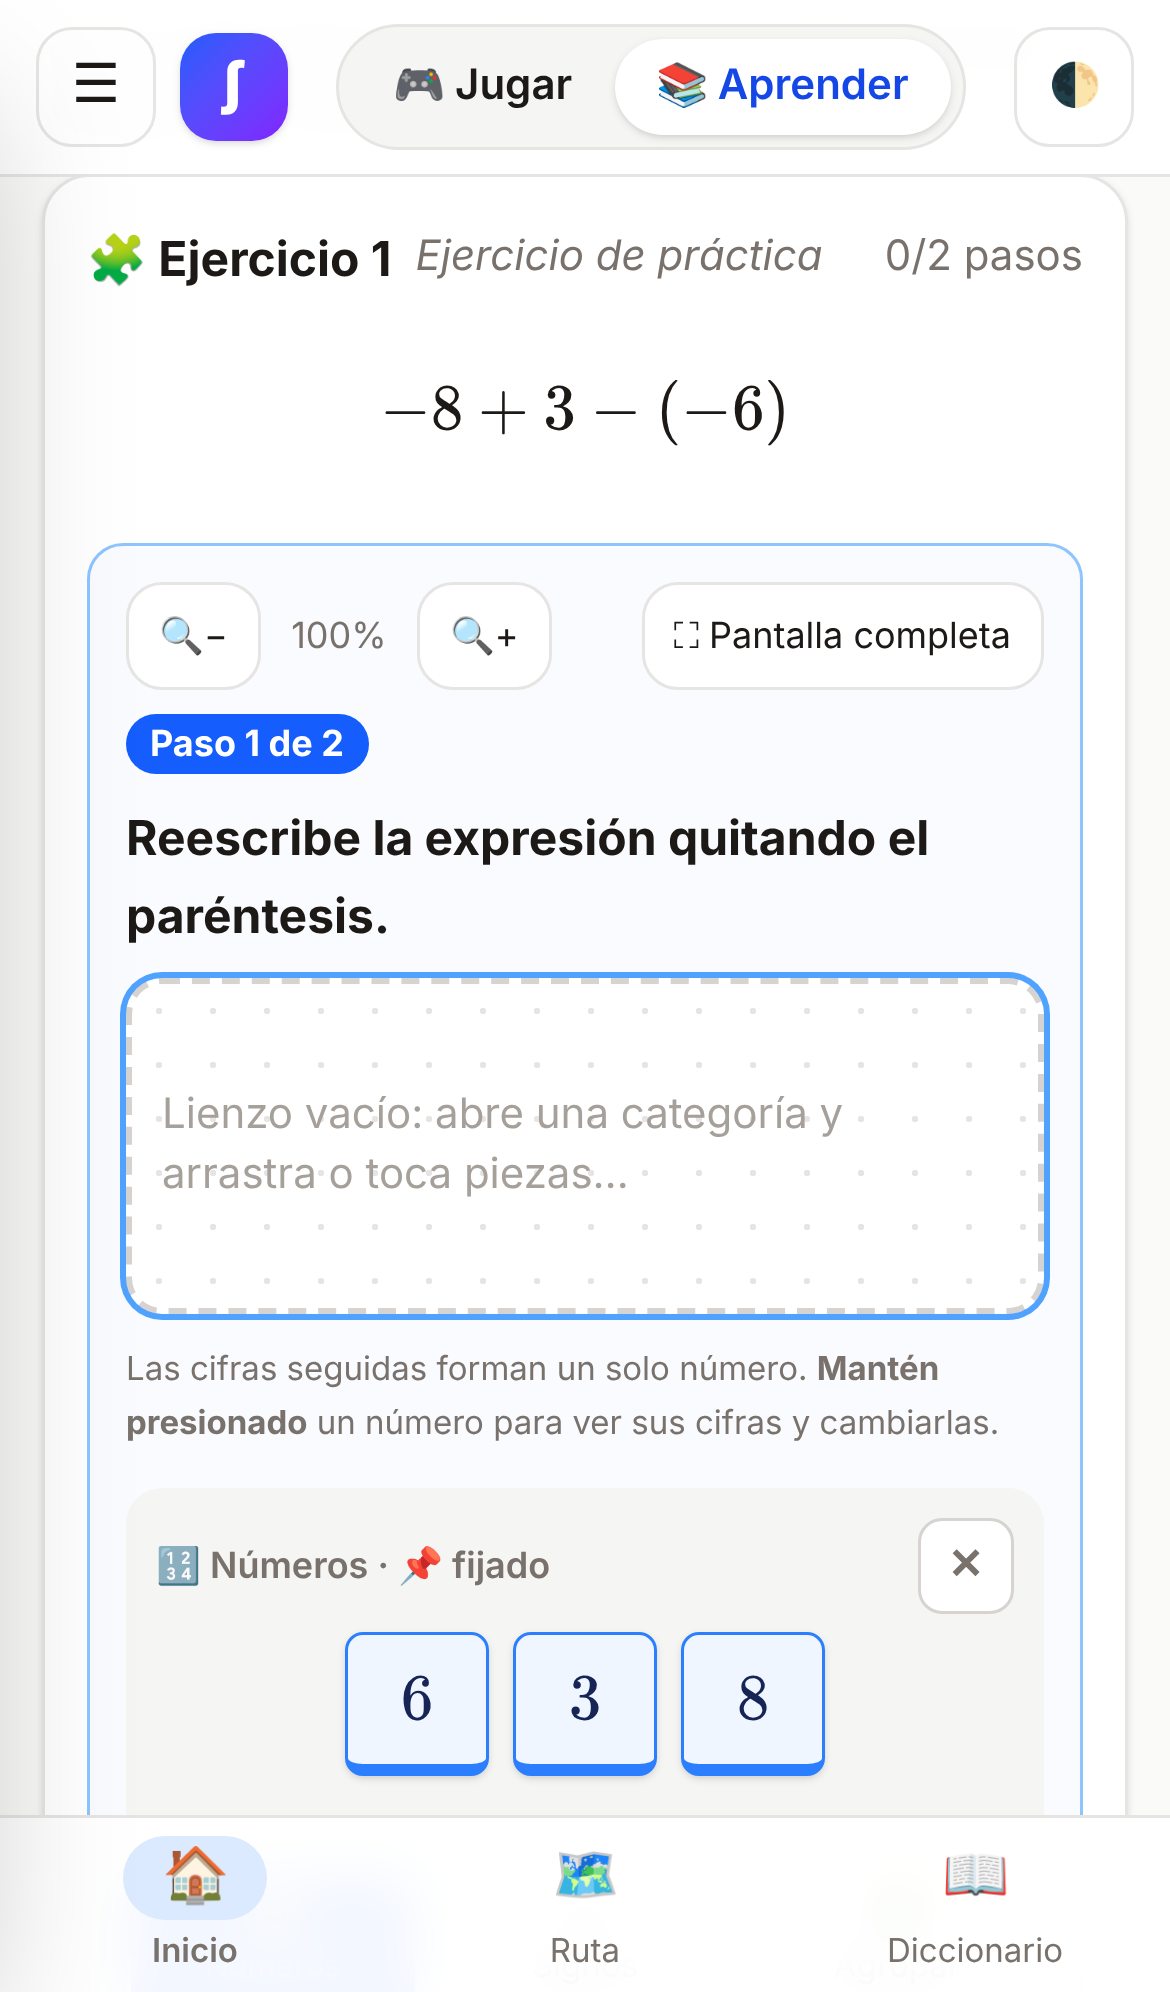 ☰ ∫ 🎮 Jugar 📚 Aprender 🌓
🧩 Ejercicio 1 Ejercicio de práctica 0/2 pasos
−8 + 3 − (−6)
🔍− 100% 🔍+ ⛶ Pantalla completa
Paso 1 de 2
Reescribe la expresión quitando el
paréntesis.
Lienzo vacío: abre una categoría y
arrastra o toca piezas...
Las cifras seguidas forman un solo número. Mantén
presionado un número para ver sus cifras y cambiarlas.
🔢 Números · 📌 fijado ✕
6 3 8
Inicio Ruta Diccionario